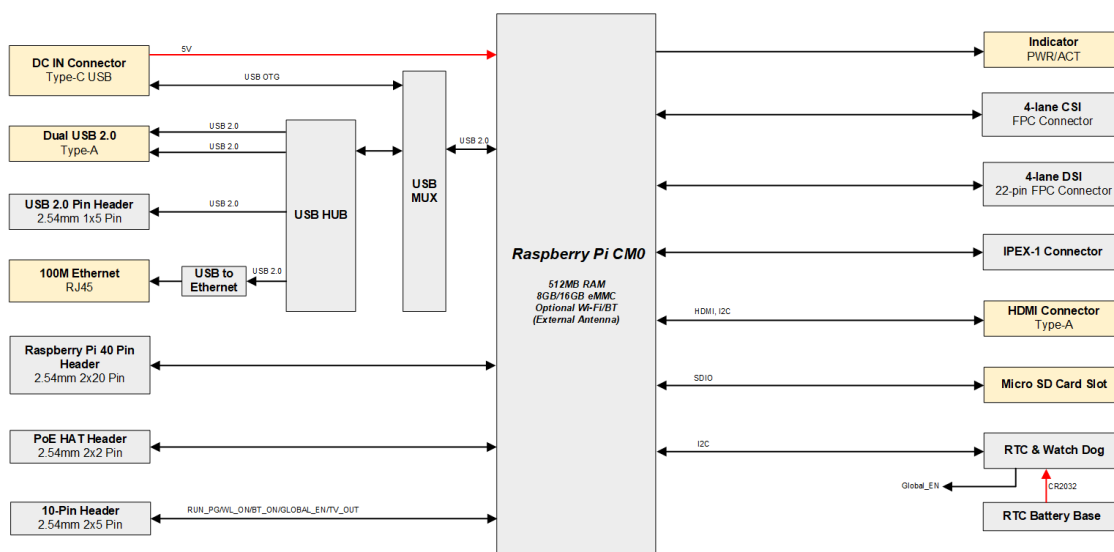 DC IN Connector
Type-C USB
5V
USB OTG
Dual USB 2.0
Type-A
USB 2.0
USB 2.0
USB 2.0 Pin Header
2.54mm 1x5 Pin
USB 2.0
100M Ethernet
RJ45
USB to
Ethernet
USB 2.0
USB HUB
USB
MUX
USB 2.0
Raspberry Pi 40 Pin
Header
2.54mm 2x20 Pin
PoE HAT Header
2.54mm 2x2 Pin
10-Pin Header
2.54mm 2x5 Pin
RUN_PG/WL_ON/BT_ON/GLOBAL_EN/TV_OUT
Raspberry Pi CM0
512MB RAM
8GB/16GB eMMC
Optional Wi-Fi/BT
(External Antenna)
Indicator
PWR/ACT
4-lane CSI
FPC Connector
4-lane DSI
22-pin FPC Connector
IPEX-1 Connector
HDMI, I2C
HDMI Connector
Type-A
SDIO
Micro SD Card Slot
I2C
RTC & Watch Dog
Global_EN
CR2032
RTC Battery Base